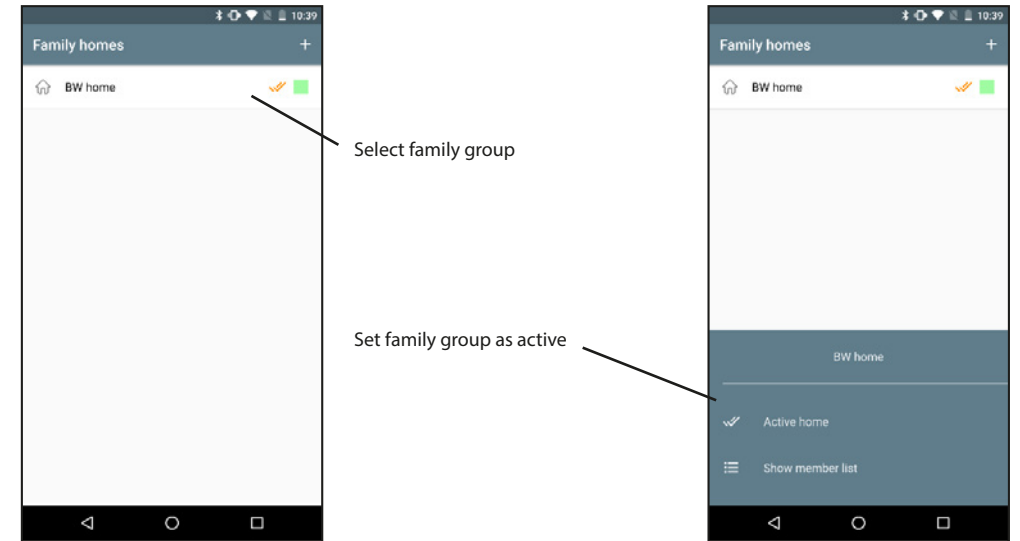 10:39
Family homes +
BW home
Select family group
Set family group as active
10:39
Family homes +
BW home
BW home
Active home
Show member list